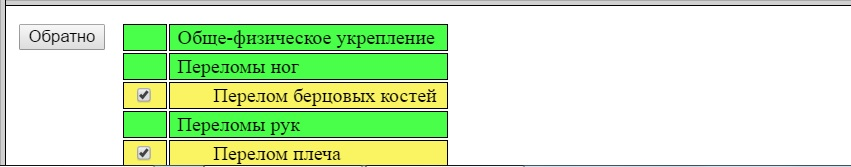 Обратно
Обще-физическое укрепление
Переломы ног
Перелом берцовых костей
Переломы рук
Перелом плеча